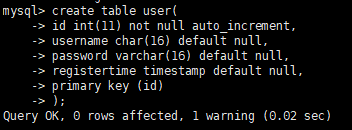 mysql> create table user(
    -> id int(11) not null auto_increment,
    -> username char(16) default null,
    -> password varchar(16) default null,
    -> registertime timestamp default null,
    -> primary key (id)
    -> );
Query OK, 0 rows affected, 1 warning (0.02 sec)